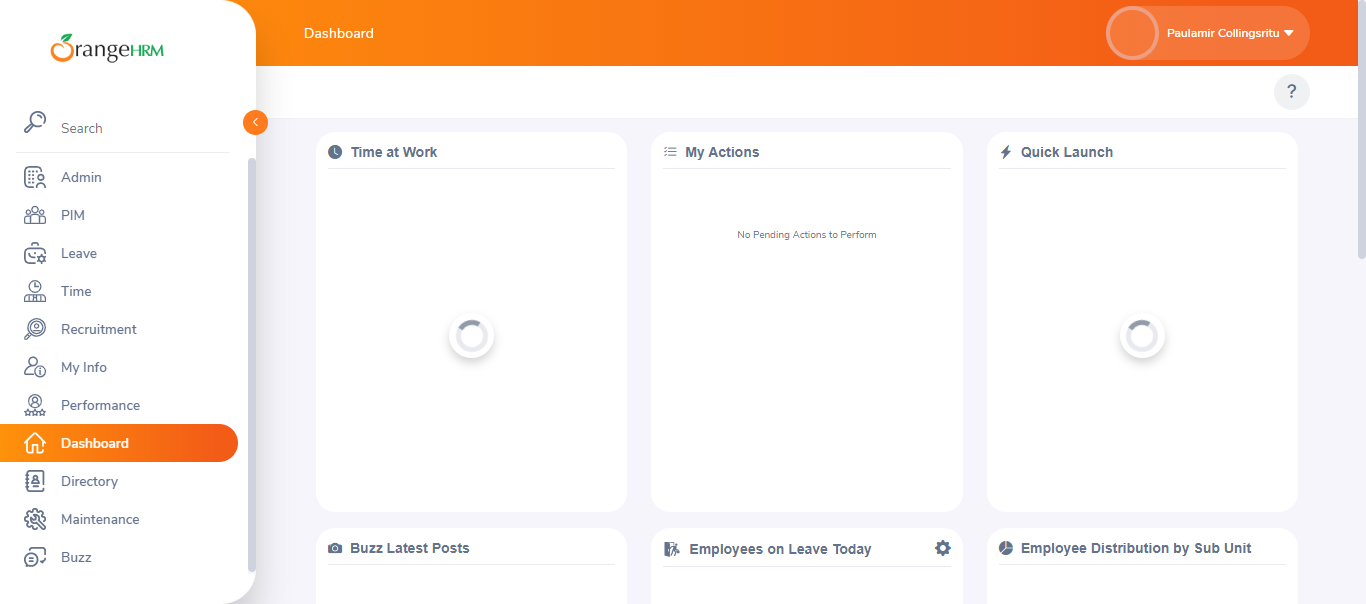 OrangeHRM
Dashboard
Paulamir Collingsritu
?
Search
Admin
PIM
Leave
Time
Recruitment
My Info
Performance
Dashboard
Directory
Maintenance
Buzz
Time at Work
My Actions
No Pending Actions to Perform
Quick Launch
Buzz Latest Posts
Employees on Leave Today
Employee Distribution by Sub Unit